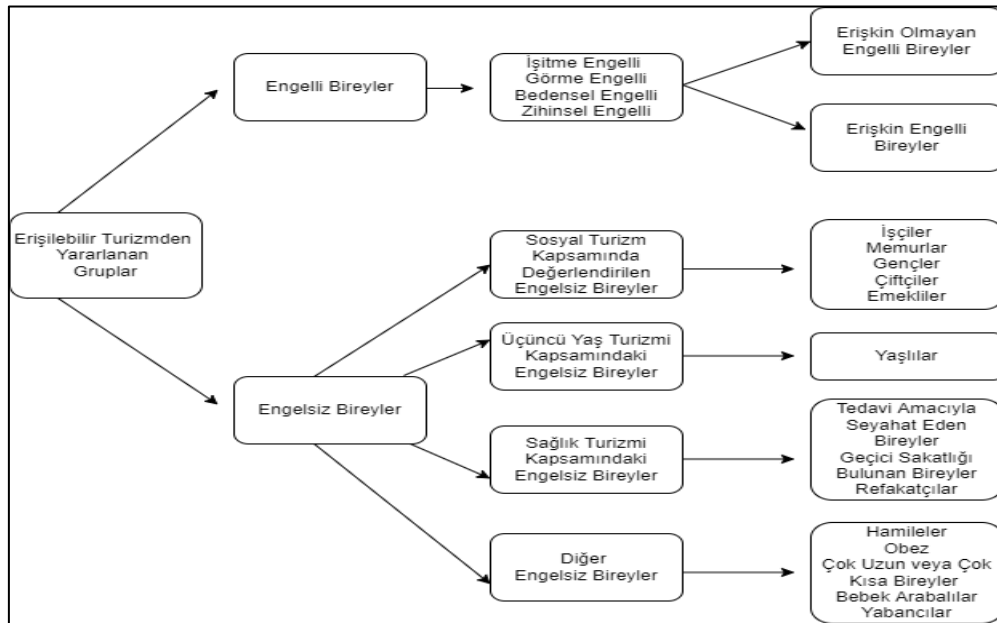 Erişilebilir Turizmden
Yararlanan
Gruplar
Engelli Bireyler
İşitme Engelli
Görme Engelli
Bedensel Engelli
Zihinsel Engelli
Erişkin Olmayan
Engelli Bireyler
Erişkin Engelli
Bireyler
Engelsiz Bireyler
Sosyal Turizm
Kapsamında
Değerlendirilen
Engelsiz Bireyler
İşçiler
Memurlar
Gençler
Çiftçiler
Emekliler
Üçüncü Yaş Turizmi
Kapsamındaki
Engelsiz Bireyler
Yaşlılar
Sağlık Turizmi
Kapsamındaki
Engelsiz Bireyler
Tedavi Amacıyla
Seyahat Eden
Bireyler
Geçici Sakatlığı
Bulunan Bireyler
Refakatçılar
Diğer
Engelsiz Bireyler
Hamileler
Obez
Çok Uzun veya Çok
Kısa Bireyler
Bebek Arabalılar
Yabancılar